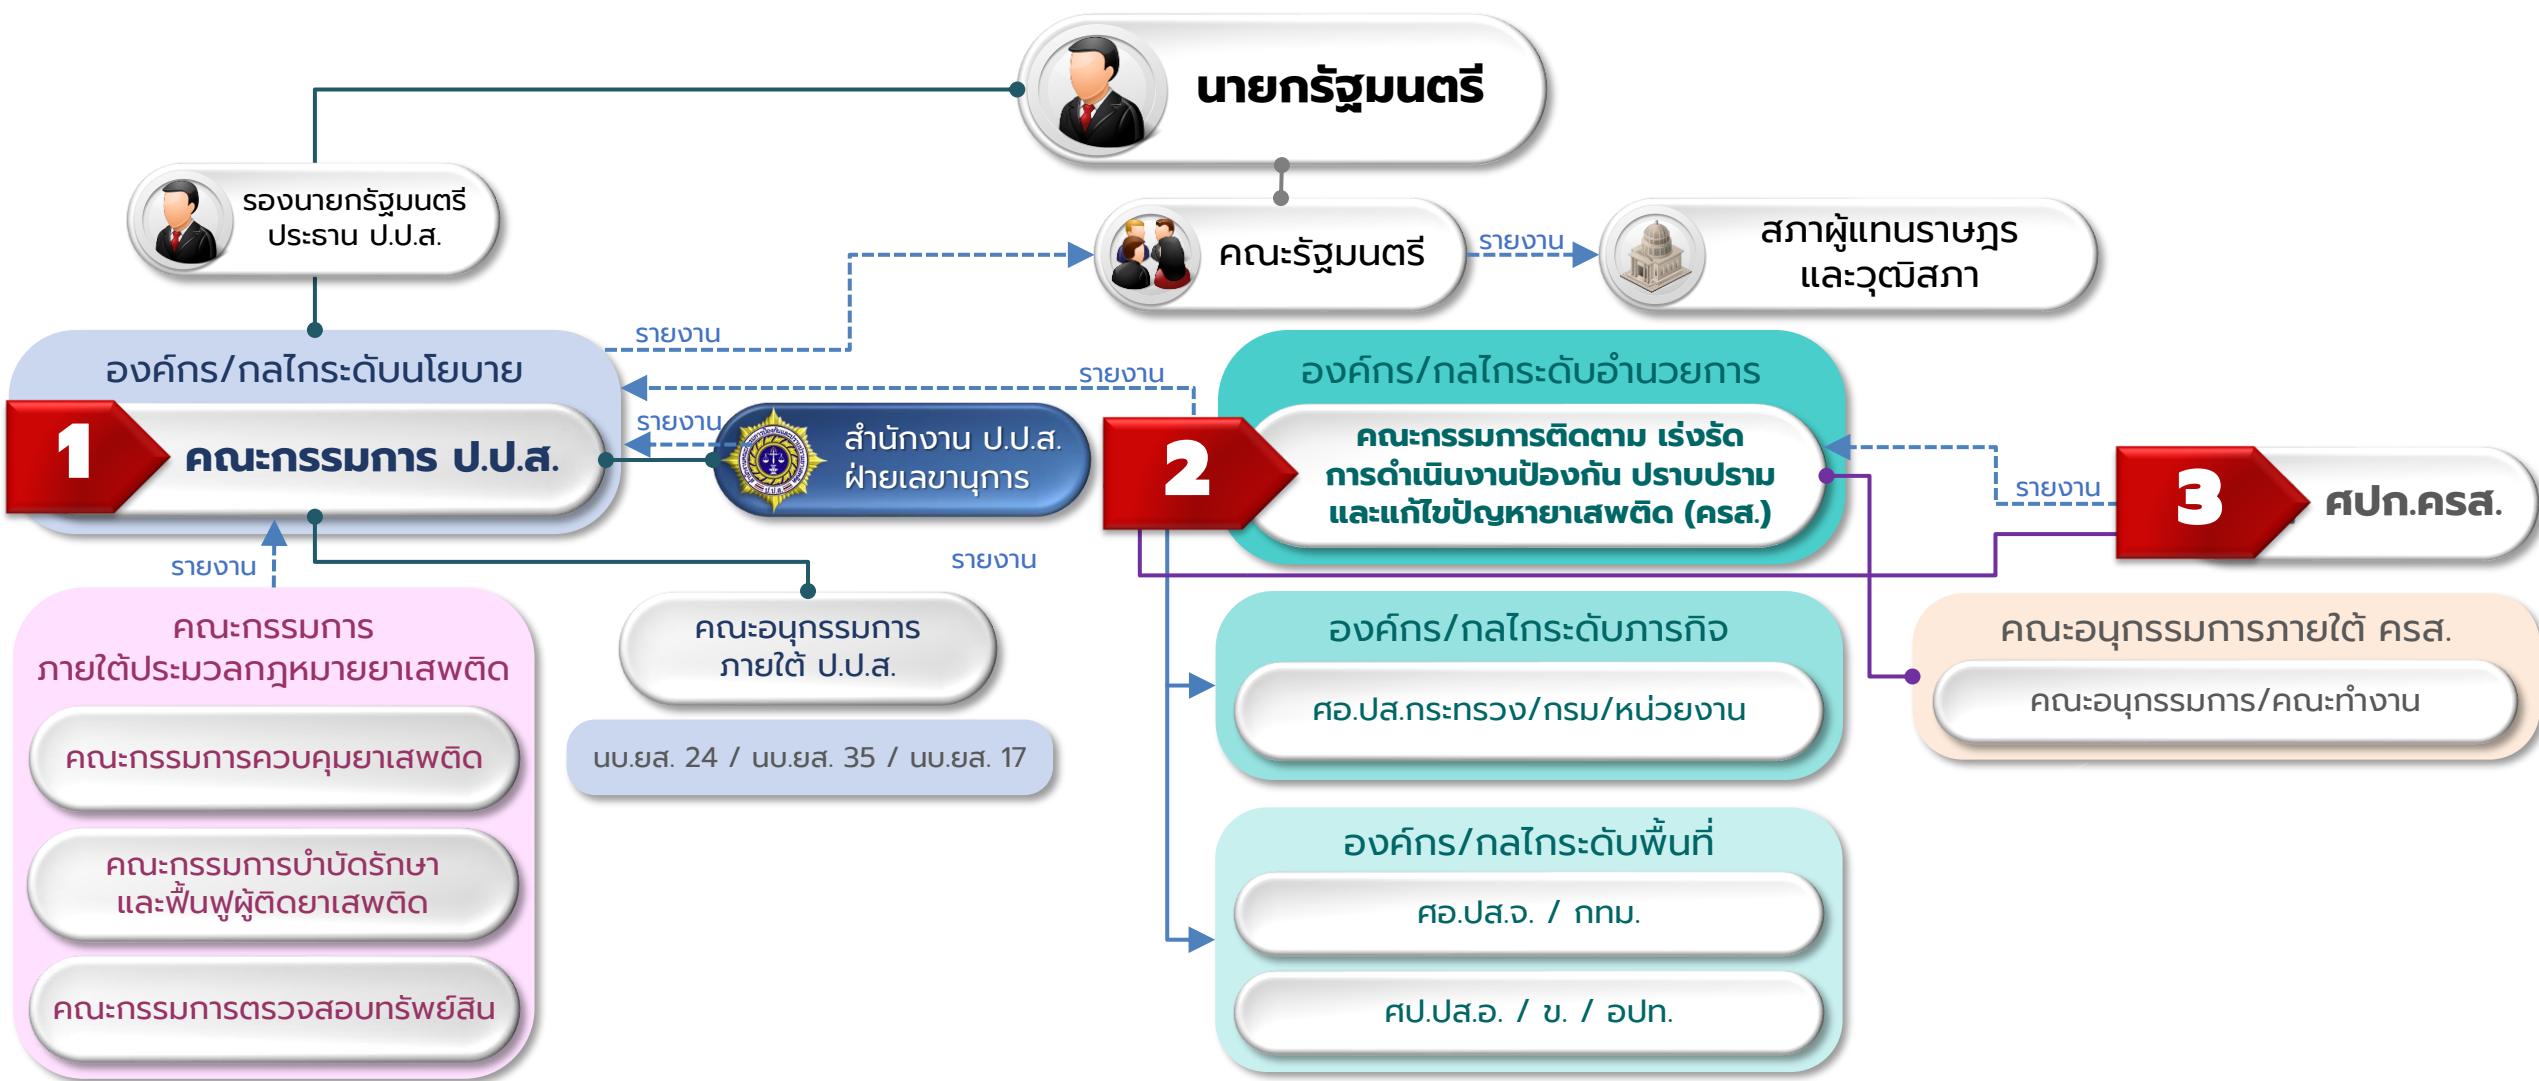 นายกรัฐมนตรี
รองนายกรัฐมนตรี
ประธาน ป.ป.ส.
คณะรัฐมนตรี
รายงาน
สภาผู้แทนราษฎร
และวุฒิสภา
รายงาน
องค์กร/กลไกระดับนโยบาย
1
คณะกรรมการ ป.ป.ส.
รายงาน
รายงาน
สำนักงาน ป.ป.ส.
ฝ่ายเลขานุการ
องค์กร/กลไกระดับอำนวยการ
2
คณะกรรมการติดตาม เร่งรัด
การดำเนินงานป้องกัน ปราบปราม
และแก้ไขปัญหายาเสพติด (ครส.)
รายงาน
3
ศปก.ครส.
รายงาน
รายงาน
คณะกรรมการ
ภายใต้ประมวลกฎหมายยาเสพติด
คณะกรรมการควบคุมยาเสพติด
คณะกรรมการบำบัดรักษา
และฟื้นฟูผู้ติดยาเสพติด
คณะกรรมการตรวจสอบทรัพย์สิน
คณะอนุกรรมการ
ภายใต้ ป.ป.ส.
นบ.ยส. 24 / นบ.ยส. 35 / นบ.ยส. 17
องค์กร/กลไกระดับภารกิจ
ศอ.ปส.กระทรวง/กรม/หน่วยงาน
องค์กร/กลไกระดับพื้นที่
ศอ.ปส.จ. / กทม.
ศป.ปส.อ. / ข. / อปท.
คณะอนุกรรมการภายใต้ ครส.
คณะอนุกรรมการ/คณะทำงาน